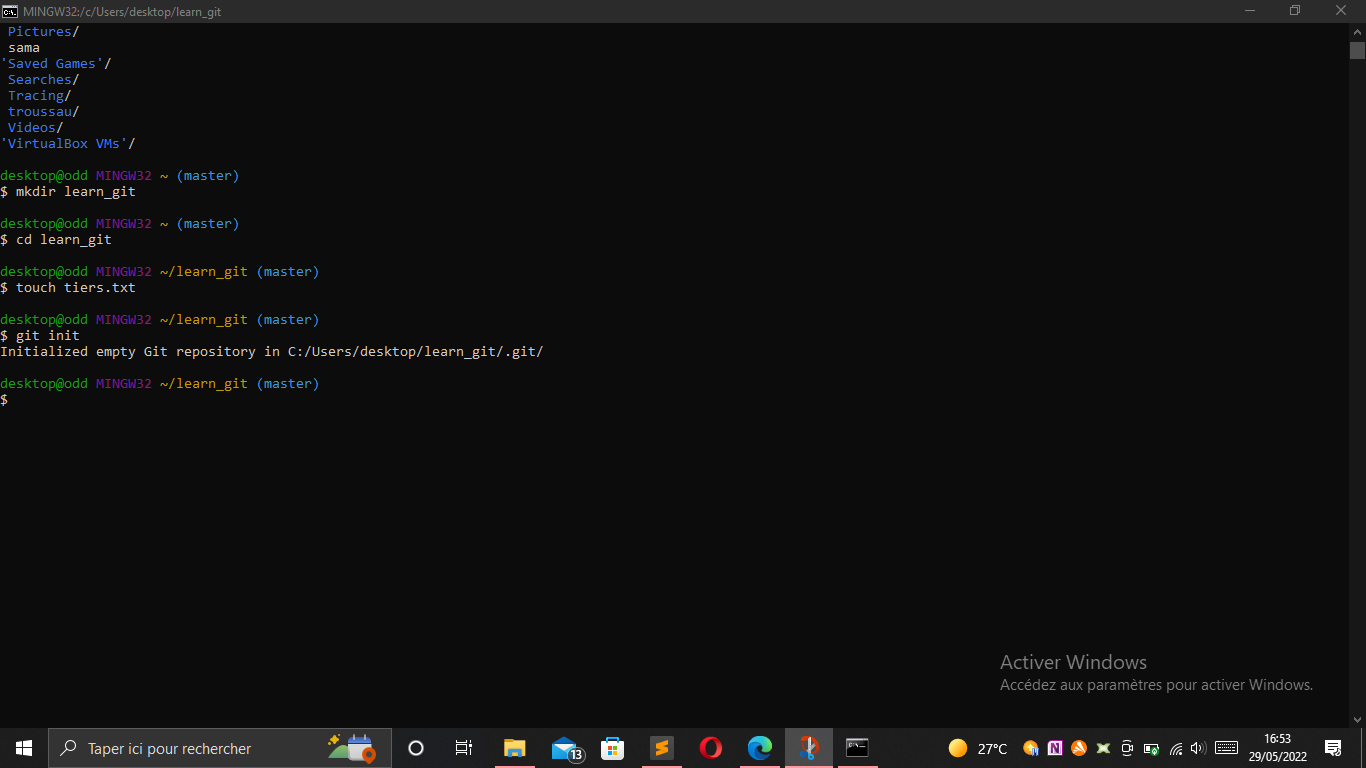 MINGW32:/c/Users/desktop/learn_git
Pictures/
sama
'Saved Games'/
Searches/
Tracing/
troussau/
Videos/
'VirtualBox VMs'/
desktop@odd MINGW32 ~ (master)
$ mkdir learn_git
desktop@odd MINGW32 ~ (master)
$ cd learn_git
desktop@odd MINGW32 ~/learn_git (master)
$ touch tiers.txt
desktop@odd MINGW32 ~/learn_git (master)
$ git init
Initialized empty Git repository in C:/Users/desktop/learn_git/.git/
desktop@odd MINGW32 ~/learn_git (master)
$
Activer Windows
Accédez aux paramètres pour activer Windows.
Taper ici pour rechercher
13
27°C
16:53
29/05/2022